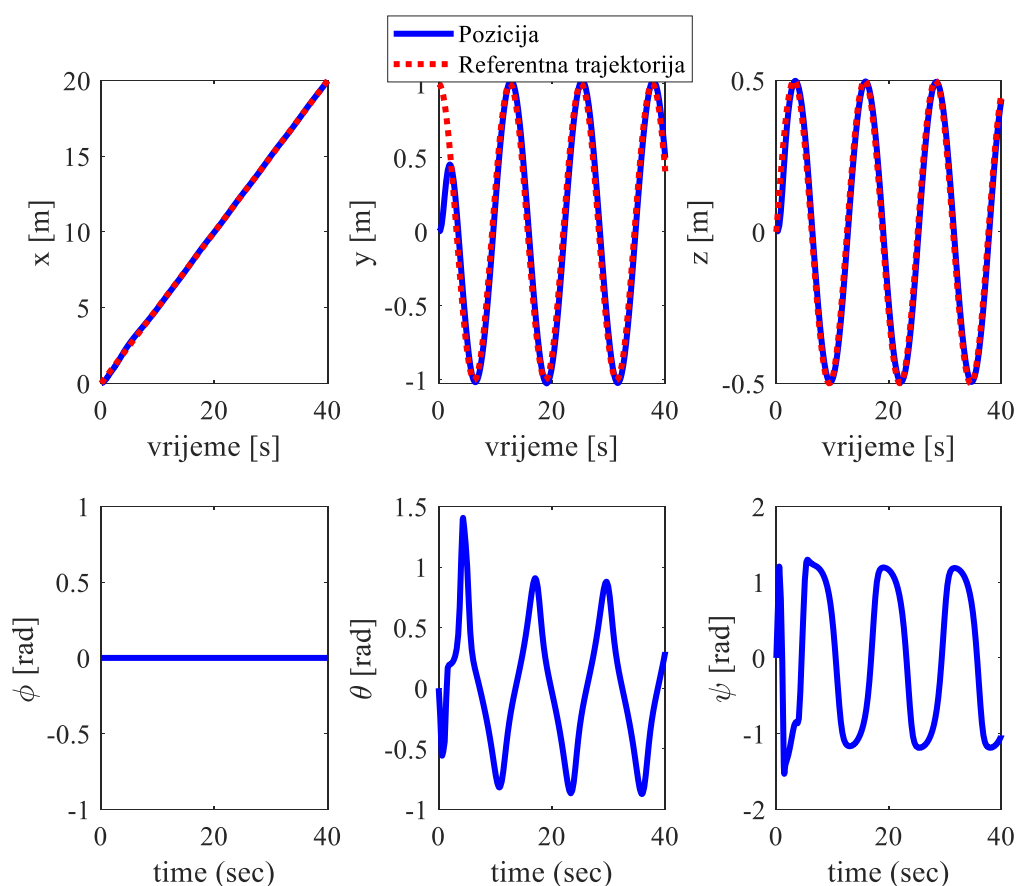 Pozicija
Referentna trajektorija
20
15
10
5
0
x [m]
0 20 40
vrijeme [s]
1
0.5
0
-0.5
-1
y [m]
0 20 40
vrijeme [s]
0.5
0
-0.5
z [m]
0 20 40
vrijeme [s]
1
0.5
0
-0.5
-1
ϕ [rad]
0 20 40
time (sec)
1.5
1
0.5
0
-0.5
-1
θ [rad]
0 20 40
time (sec)
2
1
0
-1
-2
ψ [rad]
0 20 40
time (sec)